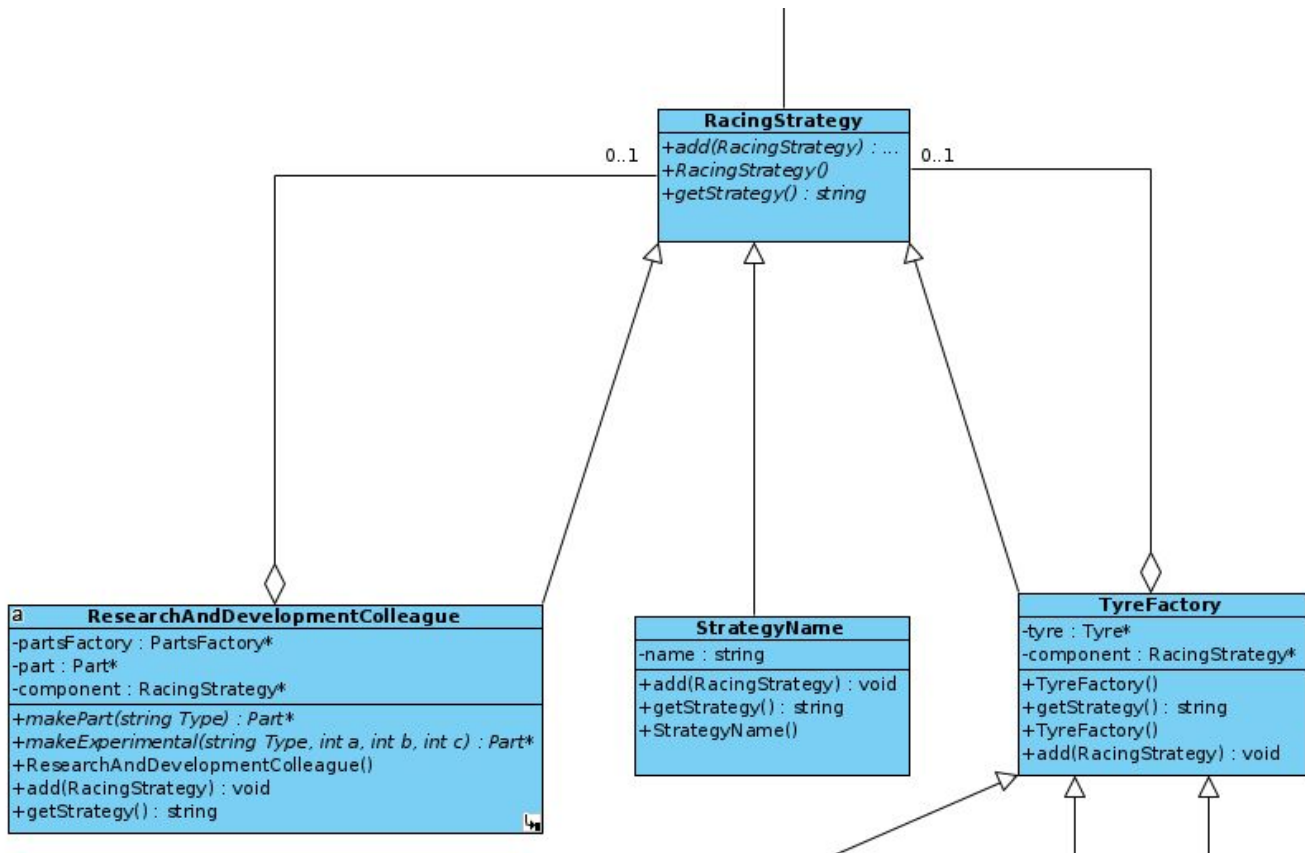 RacingStrategy
+add(RacingStrategy) : ...
+RacingStrategy()
+getStrategy() : string
0..1
0..1
a
ResearchAndDevelopmentColleague
-partsFactory : PartsFactory*
-part : Part*
-component : RacingStrategy*
+makePart(string Type) : Part*
+makeExperimental(string Type, int a, int b, int c) : Part*
+ResearchAndDevelopmentColleague()
+add(RacingStrategy) : void
+getStrategy() : string
StrategyName
-name : string
+add(RacingStrategy) : void
+getStrategy() : string
+StrategyName()
TyreFactory
-tyre : Tyre*
-component : RacingStrategy*
+TyreFactory()
+getStrategy() : string
+TyreFactory()
+add(RacingStrategy) : void